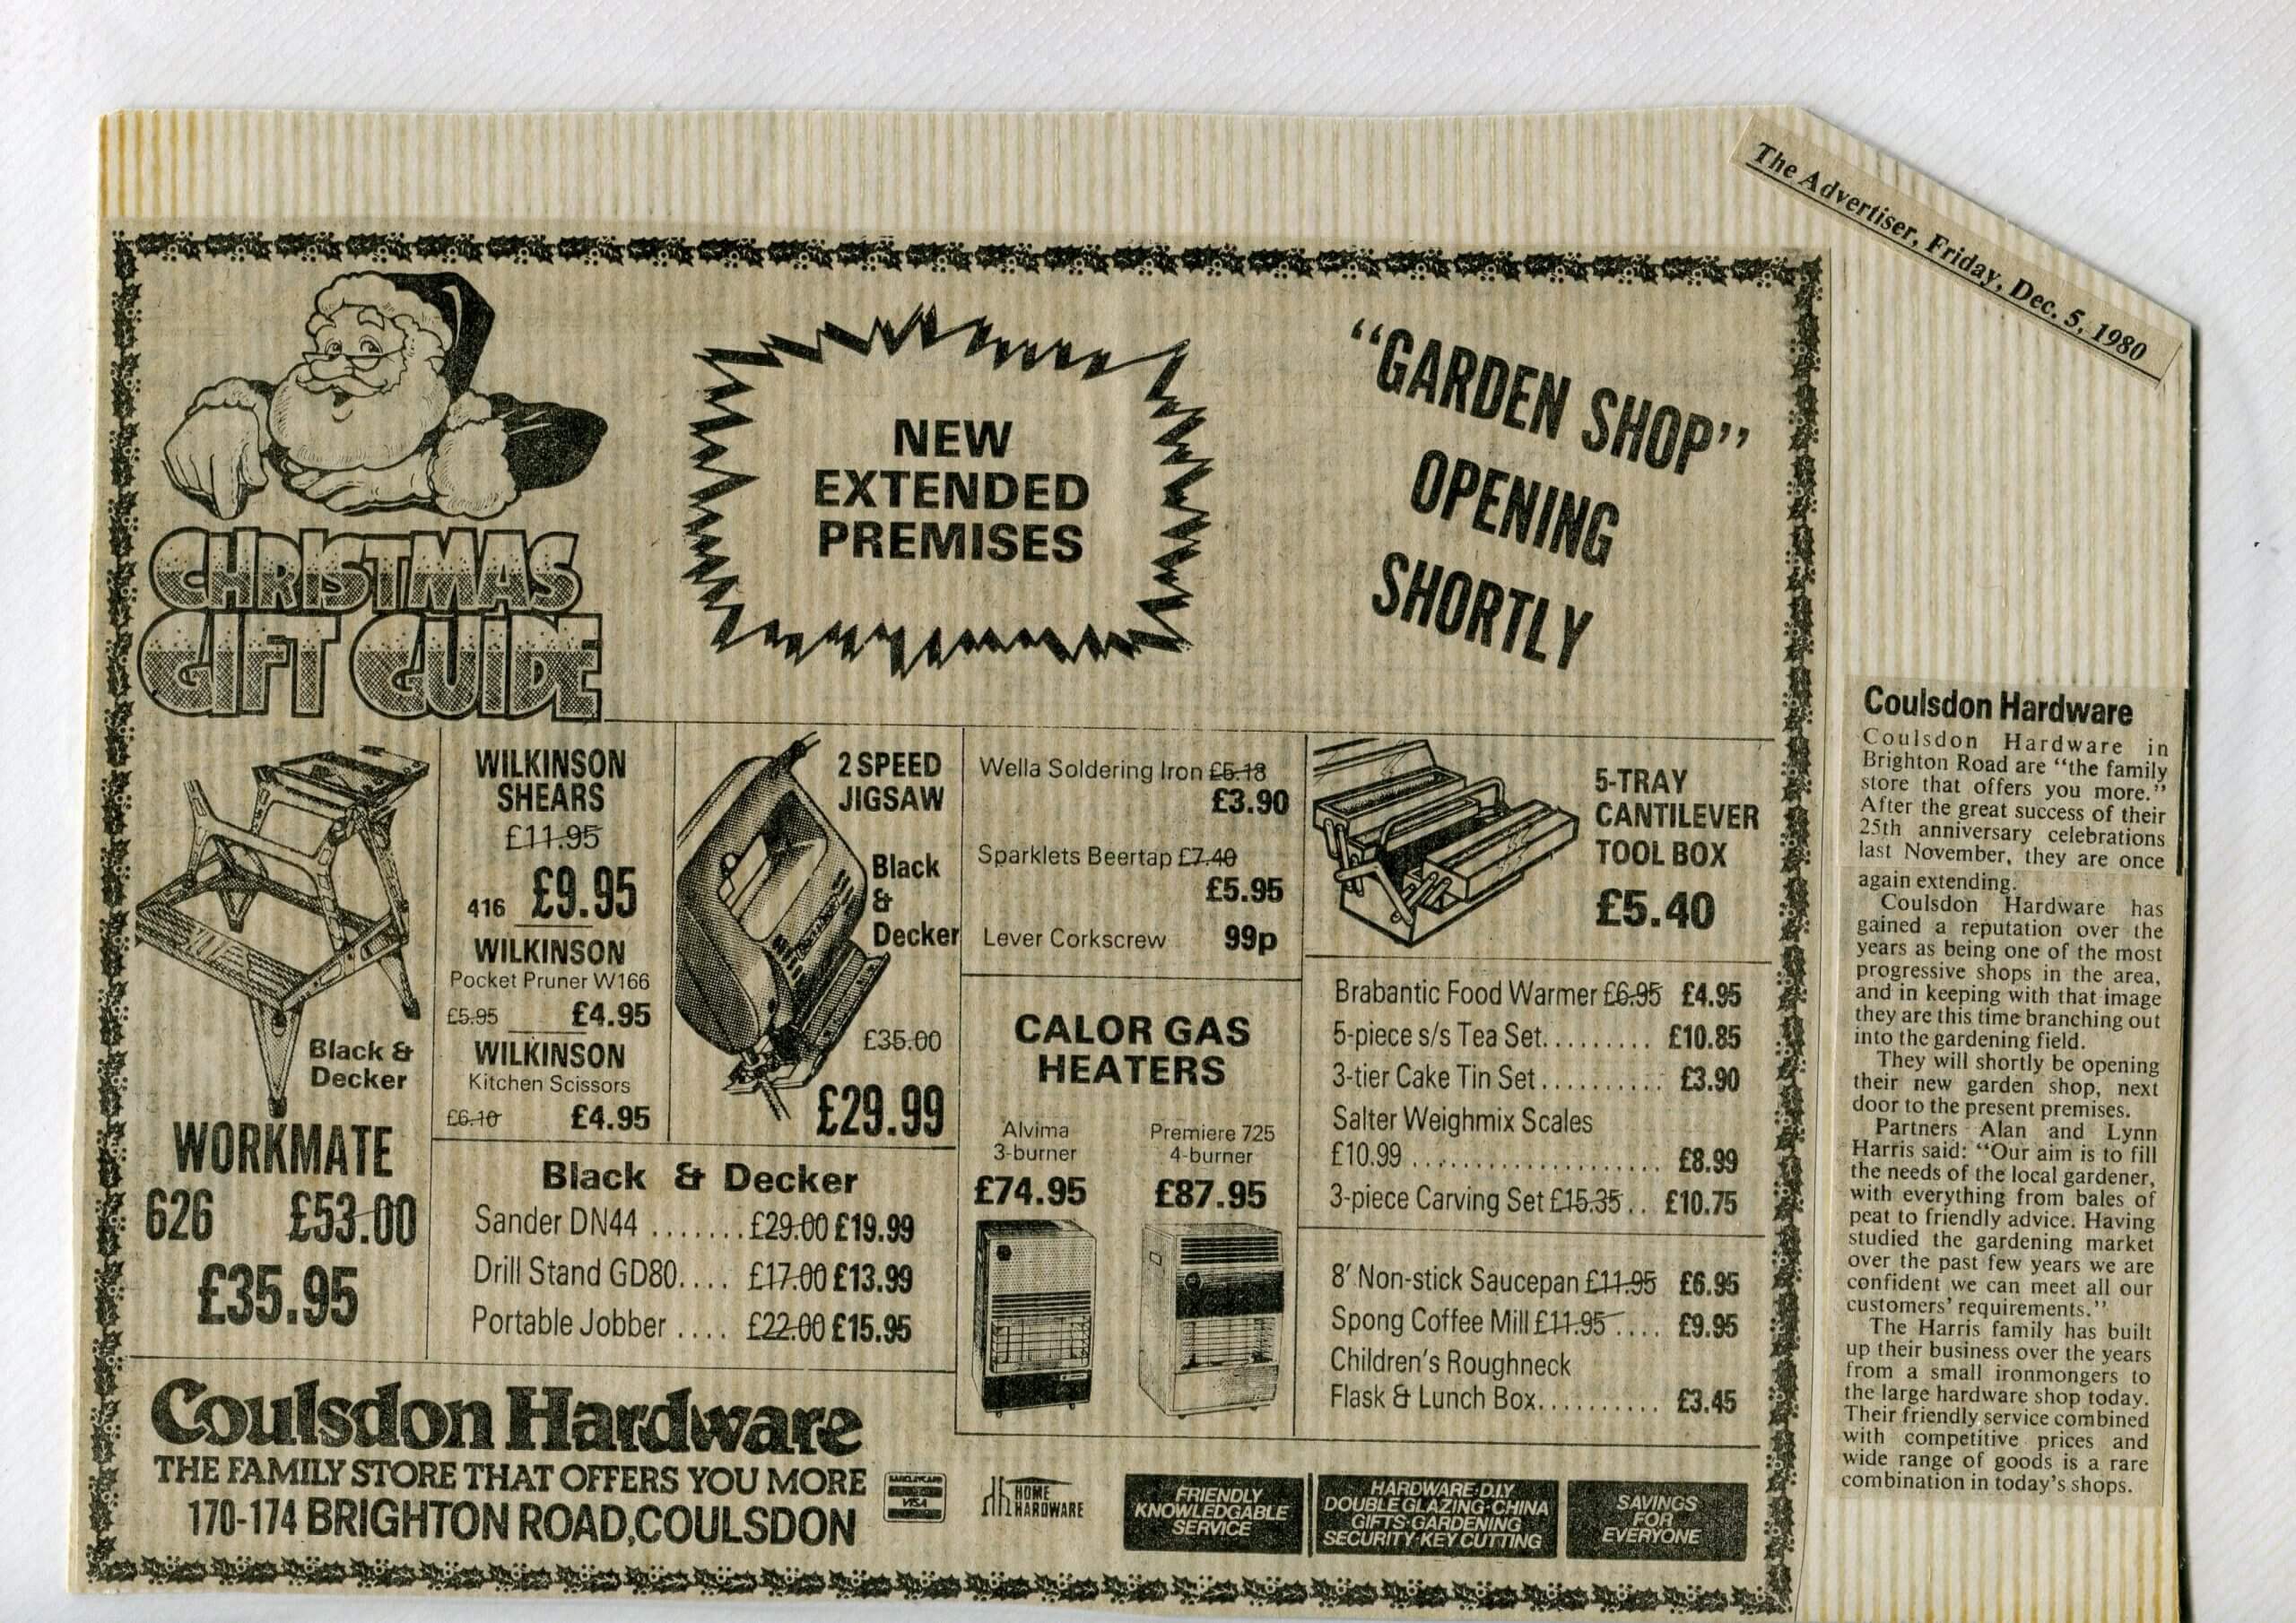 The Advertiser, Friday, Dec. 5, 1980
CHRISTMAS
GIFT GUIDE
NEW
EXTENDED
PREMISES
“GARDEN SHOP”
OPENING
SHORTLY
Black &
Decker
WORKMATE
626 £53.00
£35.95
WILKINSON
SHEARS
£11.95
416 £9.95
WILKINSON
Pocket Pruner W166
£5.95 £4.95
WILKINSON
Kitchen Scissors
£6.10 £4.95
2 SPEED
JIGSAW
Black
&
Decker
£35.00
£29.99
Black & Decker
Sander DN44 ....... £29.00 £19.99
Drill Stand GD80.... £17.00 £13.99
Portable Jobber .... £22.00 £15.95
Wella Soldering Iron £5.18
£3.90
Sparklets Beertap £7.40
£5.95
Lever Corkscrew 99p
CALOR GAS
HEATERS
Alvima
3-burner
£74.95
Premiere 725
4-burner
£87.95
5-TRAY
CANTILEVER
TOOL BOX
£5.40
Brabantic Food Warmer £6.95 £4.95
5-piece s/s Tea Set......... £10.85
3-tier Cake Tin Set.......... £3.90
Salter Weighmix Scales
£10.99 .................... £8.99
3-piece Carving Set £15.35 .. £10.75
8′ Non-stick Saucepan £11.95 £6.95
Spong Coffee Mill £11.95 .... £9.95
Children's Roughneck
Flask & Lunch Box.......... £3.45
Coulsdon Hardware
THE FAMILY STORE THAT OFFERS YOU MORE
170-174 BRIGHTON ROAD, COULSDON
BARCLAYCARD
VISA
HOME
HARDWARE
FRIENDLY
KNOWLEDGABLE
SERVICE
HARDWARE·D.I.Y.
DOUBLE GLAZING·CHINA
GIFTS·GARDENING
SECURITY·KEY CUTTING
SAVINGS
FOR
EVERYONE
Coulsdon Hardware
Coulsdon Hardware in
Brighton Road are “the family
store that offers you more.”
After the great success of their
25th anniversary celebrations
last November, they are once
again extending.
Coulsdon Hardware has
gained a reputation over the
years as being one of the most
progressive shops in the area,
and in keeping with that image
they are this time branching out
into the gardening field.
They will shortly be opening
their new garden shop, next
door to the present premises.
Partners Alan and Lynn
Harris said: “Our aim is to fill
the needs of the local gardener,
with everything from bales of
peat to friendly advice. Having
studied the gardening market
over the past few years we are
confident we can meet all our
customers' requirements.”
The Harris family has built
up their business over the years
from a small ironmongers to
the large hardware shop today.
Their friendly service combined
with competitive prices and
wide range of goods is a rare
combination in today's shops.